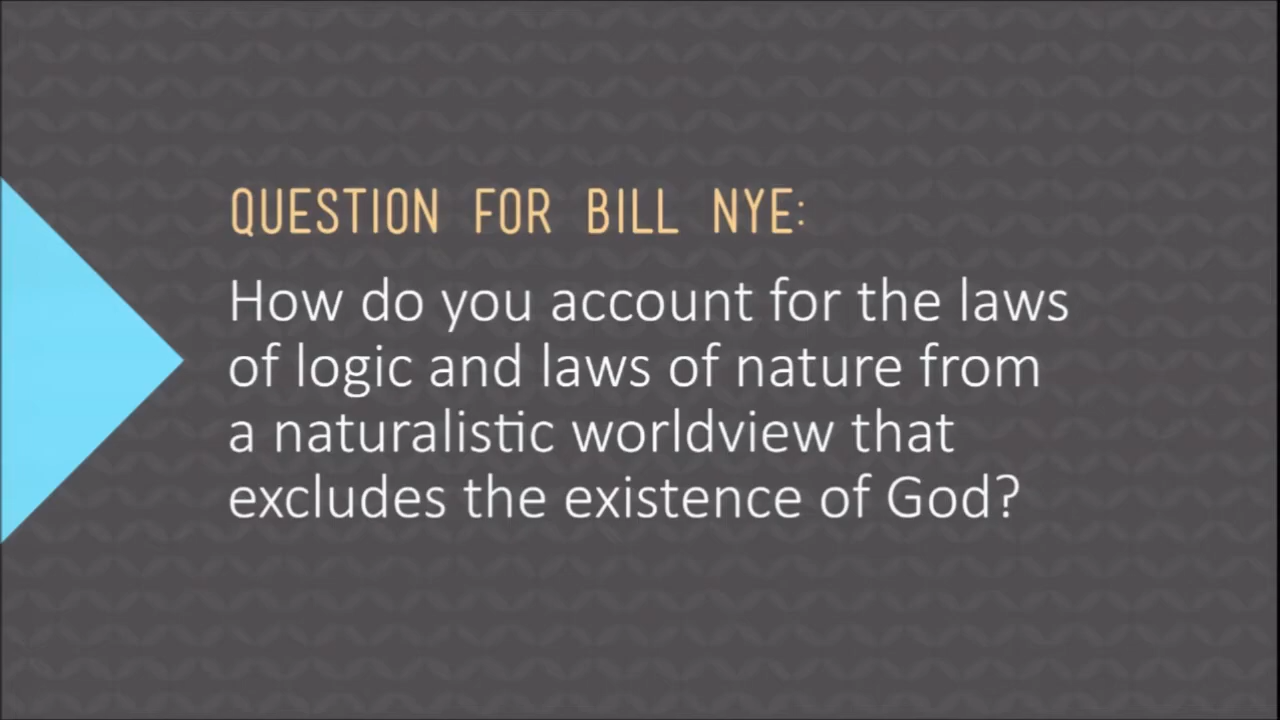 QUESTION FOR BILL NYE:
How do you account for the laws
of logic and laws of nature from
a naturalistic worldview that
excludes the existence of God?